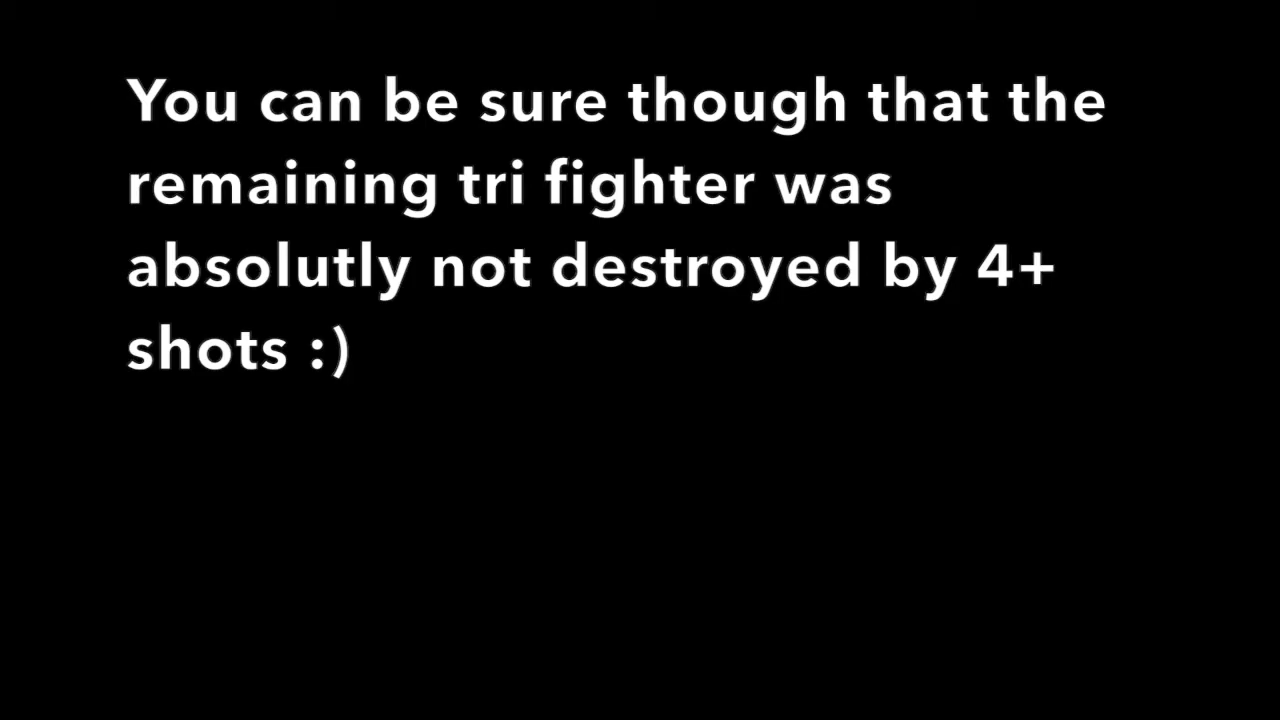 You can be sure though that the
remaining tri fighter was
absolutly not destroyed by 4+
shots :)